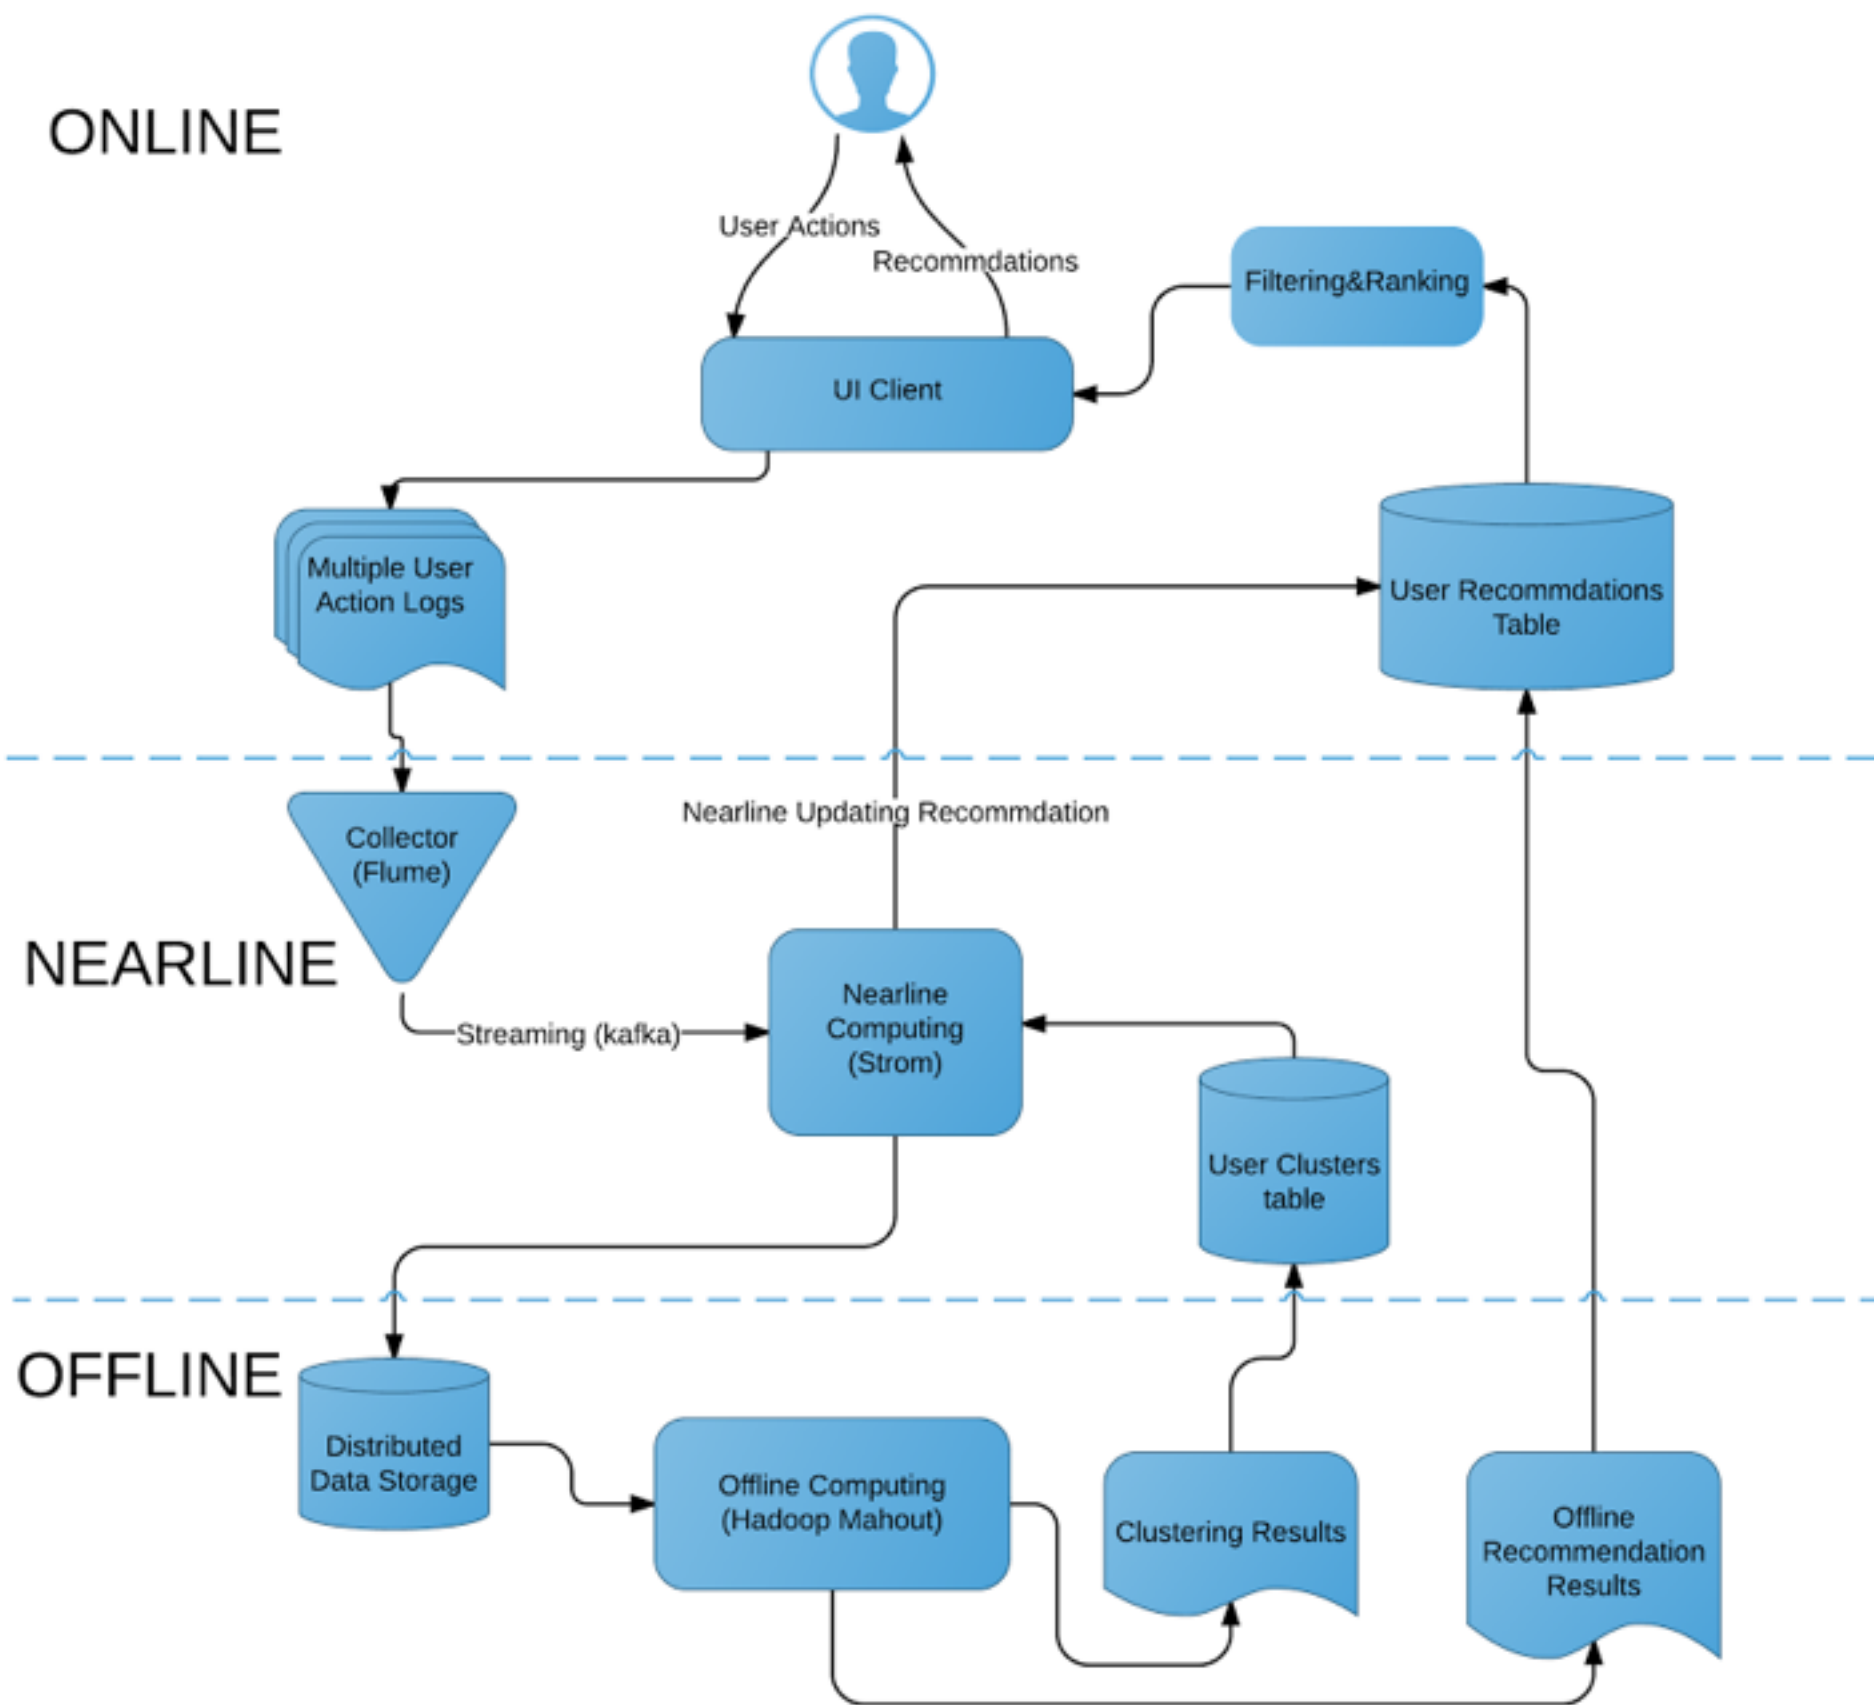 ONLINE
User Actions
Recommdations
Filtering&Ranking
UI Client
Multiple User
Action Logs
User Recommdations
Table
Nearline Updating Recommdation
Collector
(Flume)
NEARLINE
Nearline
Computing
(Strom)
Streaming (kafka)
User Clusters
table
OFFLINE
Distributed
Data Storage
Offline Computing
(Hadoop Mahout)
Clustering Results
Offline
Recommendation
Results